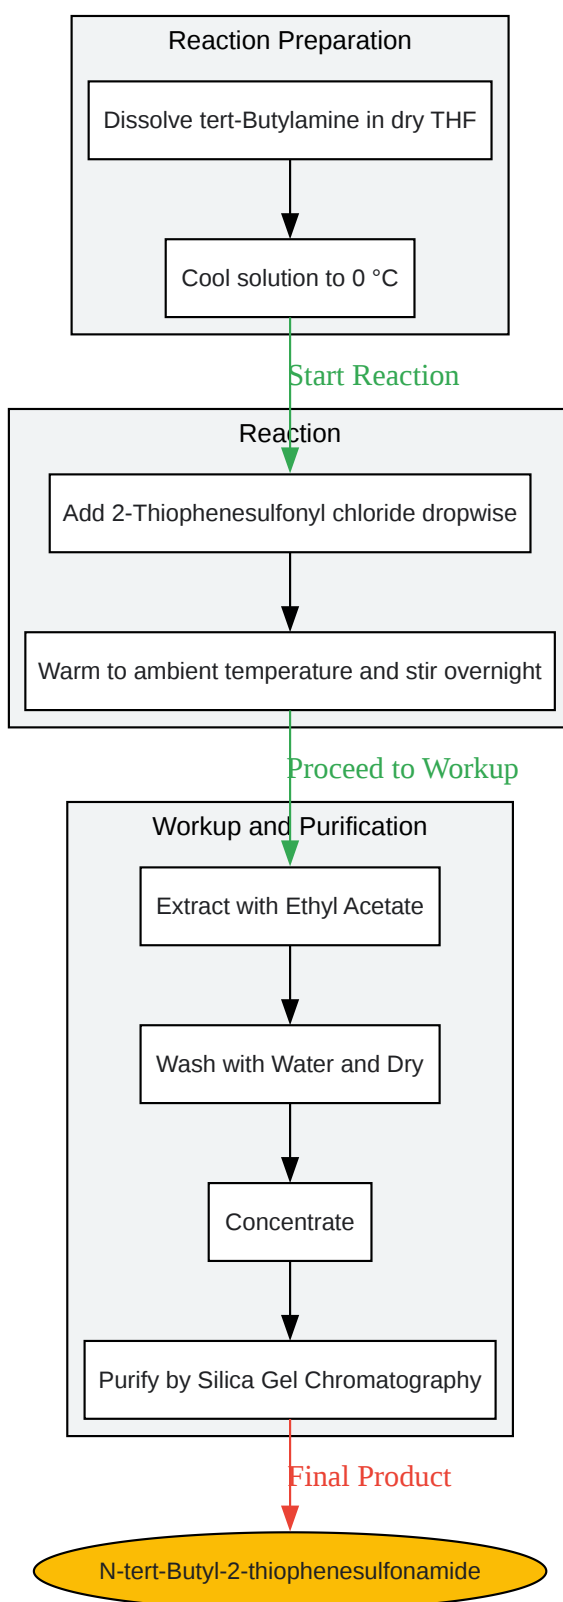 Reaction Preparation
Dissolve tert-Butylamine in dry THF
Cool solution to 0 °C
Start Reaction
Reaction
Add 2-Thiophenesulfonyl chloride dropwise
Warm to ambient temperature and stir overnight
Proceed to Workup
Workup and Purification
Extract with Ethyl Acetate
Wash with Water and Dry
Concentrate
Purify by Silica Gel Chromatography
Final Product
N-tert-Butyl-2-thiophenesulfonamide